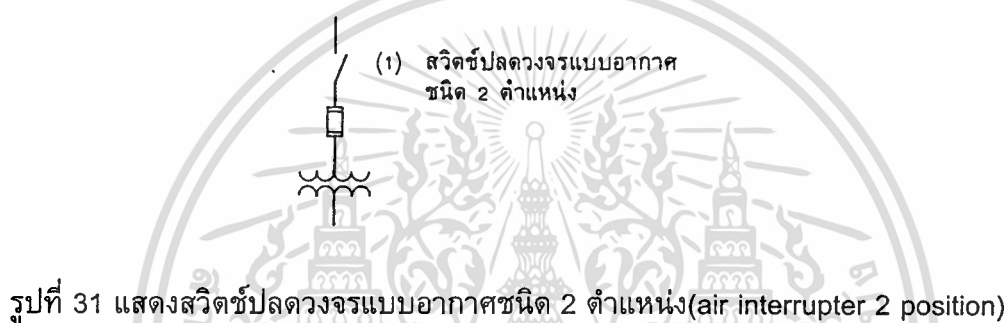 (1) สวิตช์ปลดวงจรแบบอากาศ
ชนิด 2 ตำแหน่ง
รูปที่ 31 แสดงสวิตช์ปลดวงจรแบบอากาศชนิด 2 ตำแหน่ง(air interrupter 2 position)